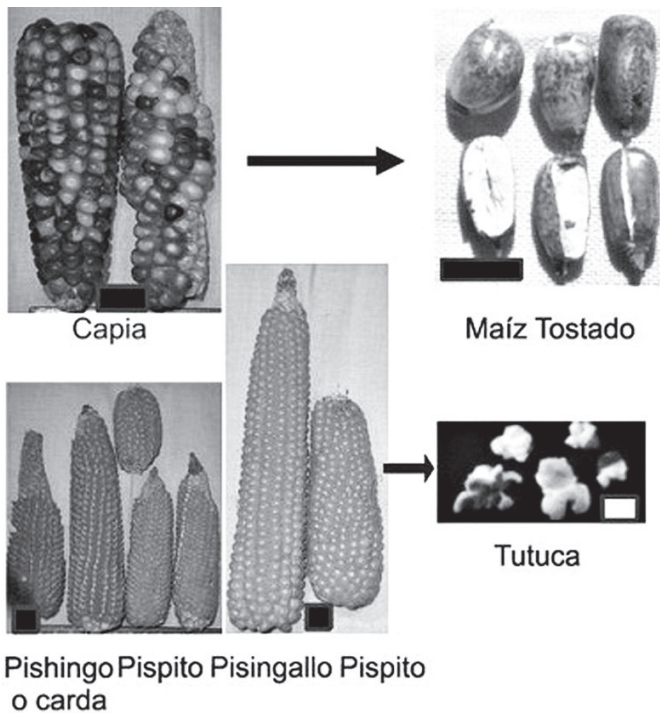 Capia
Maíz Tostado
Tutuca
Pishingo Pispito Pisingallo Pispito
o carda